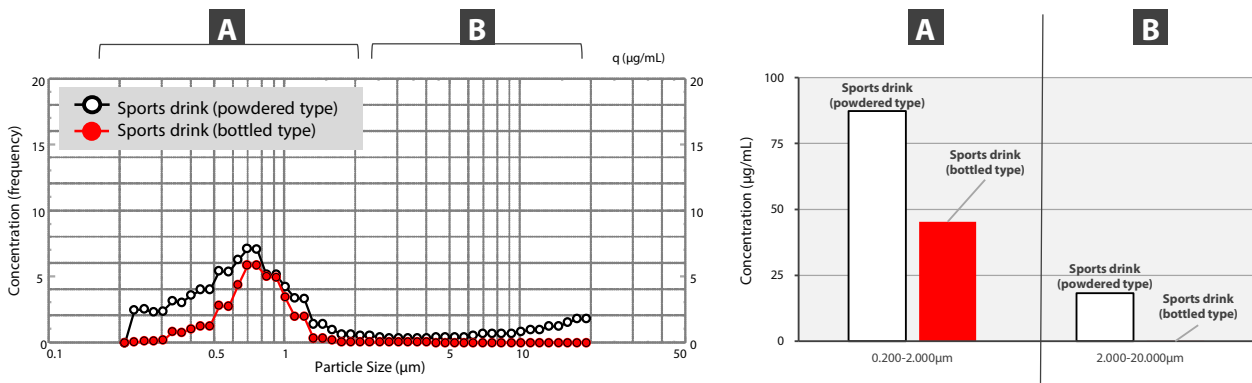 A
B
q (µg/mL)
20
15
10
5
0
20
15
10
5
0
Concentration (frequency)
Sports drink (powdered type)
Sports drink (bottled type)
0.1
0.5
1
5
10
50
Particle Size (µm)
A
B
100
75
50
25
0
Concentration (µg/mL)
Sports drink
(powdered type)
Sports drink
(bottled type)
Sports drink
(powdered type)
Sports drink
(bottled type)
0.200-2.000µm
2.000-20.000µm